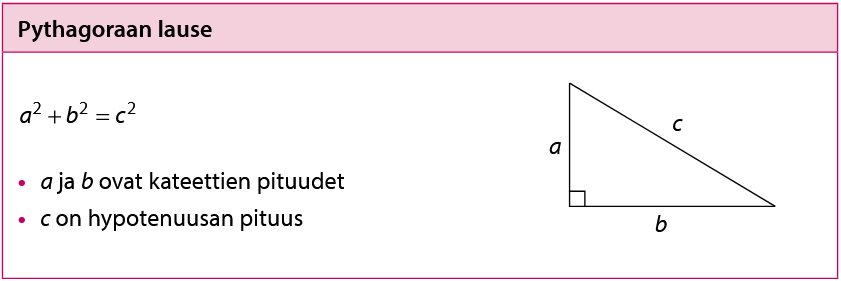 Pythagoraan lause
a² + b² = c²
• a ja b ovat kateettien pituudet
• c on hypotenuusan pituus
a
c
b